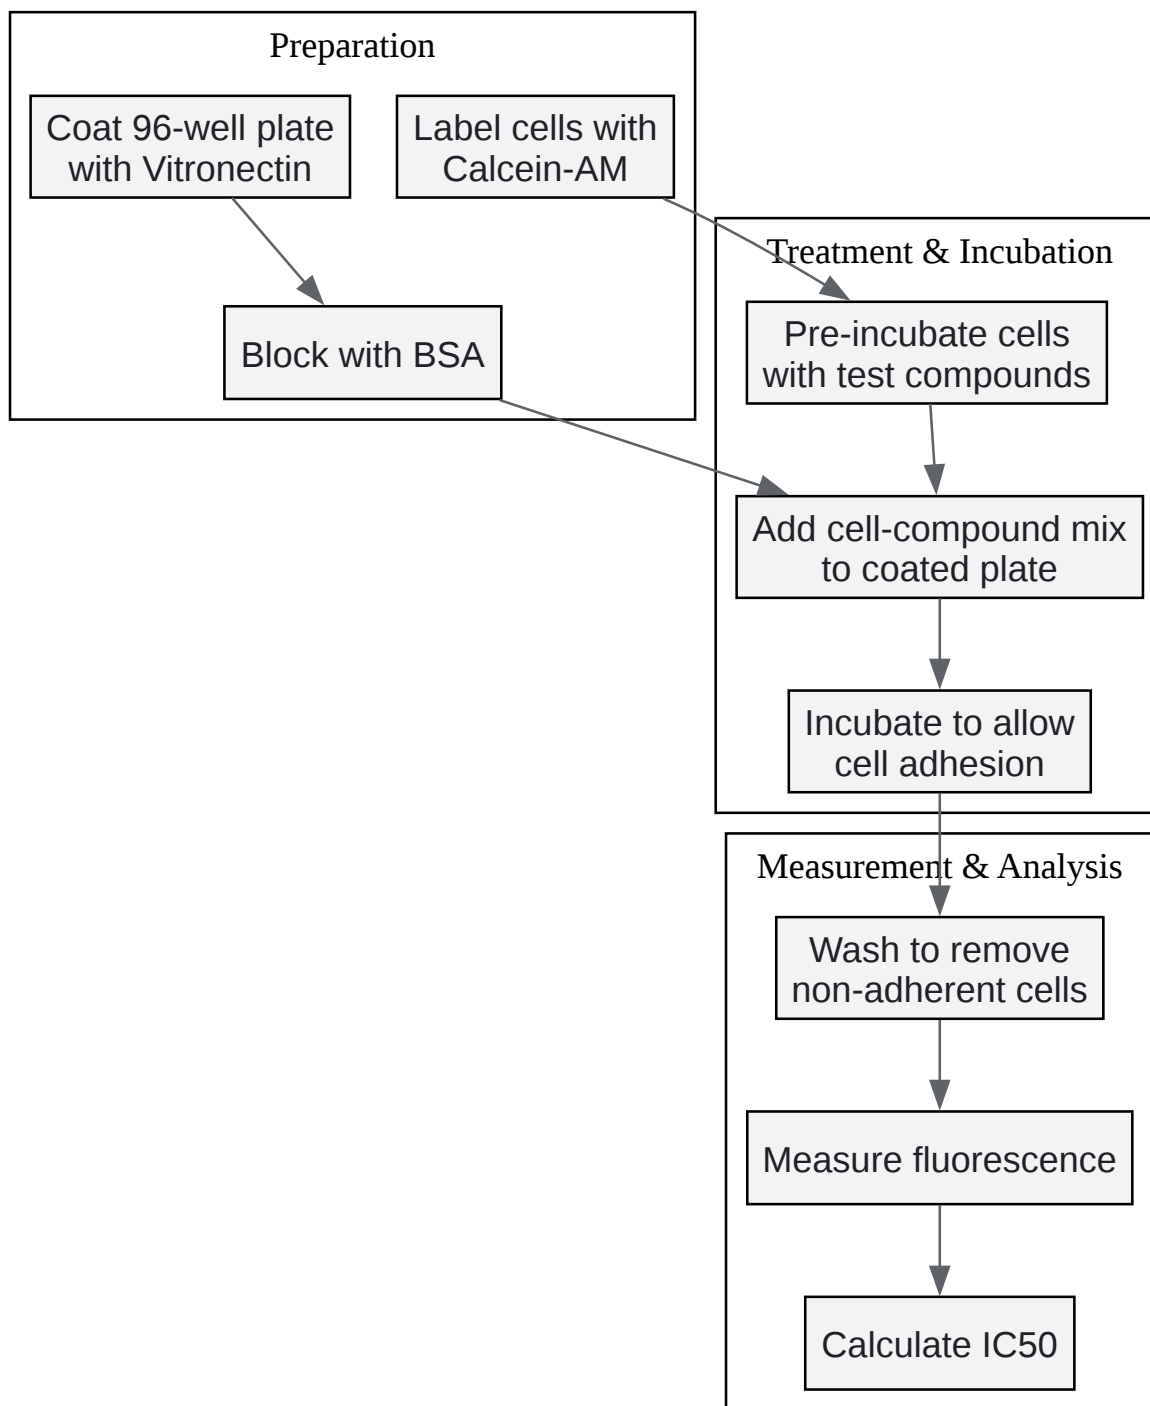 Preparation
Coat 96-well plate
with Vitronectin
Label cells with
Calcein-AM
Block with BSA
Treatment & Incubation
Pre-incubate cells
with test compounds
Add cell-compound mix
to coated plate
Incubate to allow
cell adhesion
Measurement & Analysis
Wash to remove
non-adherent cells
Measure fluorescence
Calculate IC50